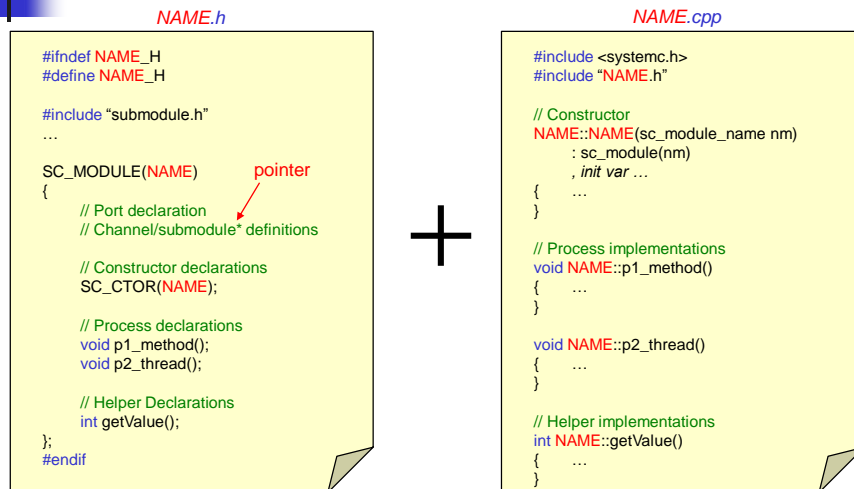 NAME.h
#ifndef NAME_H
#define NAME_H
#include “submodule.h”
…
SC_MODULE(NAME)
pointer
{
// Port declaration
// Channel/submodule* definitions
// Constructor declarations
SC_CTOR(NAME);
// Process declarations
void p1_method();
void p2_thread();
// Helper Declarations
int getValue();
};
#endif
+
NAME.cpp
#include <systemc.h>
#include “NAME.h”
// Constructor
NAME::NAME(sc_module_name nm)
: sc_module(nm)
, init var …
{ …
}
// Process implementations
void NAME::p1_method()
{ …
}
void NAME::p2_thread()
{ …
}
// Helper implementations
int NAME::getValue()
{ …
}